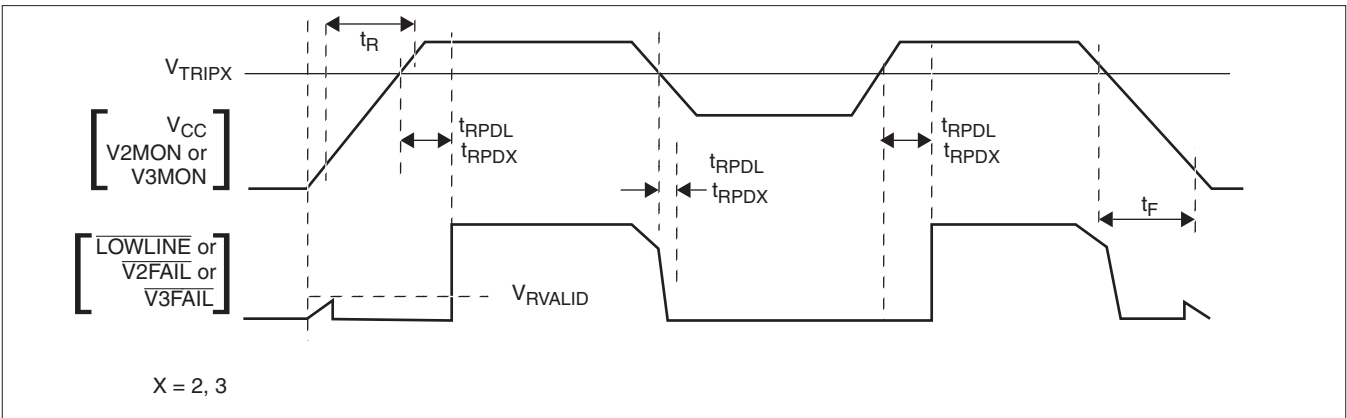 tR
VTRIPX
VCC
V2MON or
V3MON
tRPDL
tRPDX
tRPDL
tRPDX
tRPDL
tRPDX
tF
LOWLINE or
V2FAIL or
V3FAIL
VRVALID
X = 2, 3